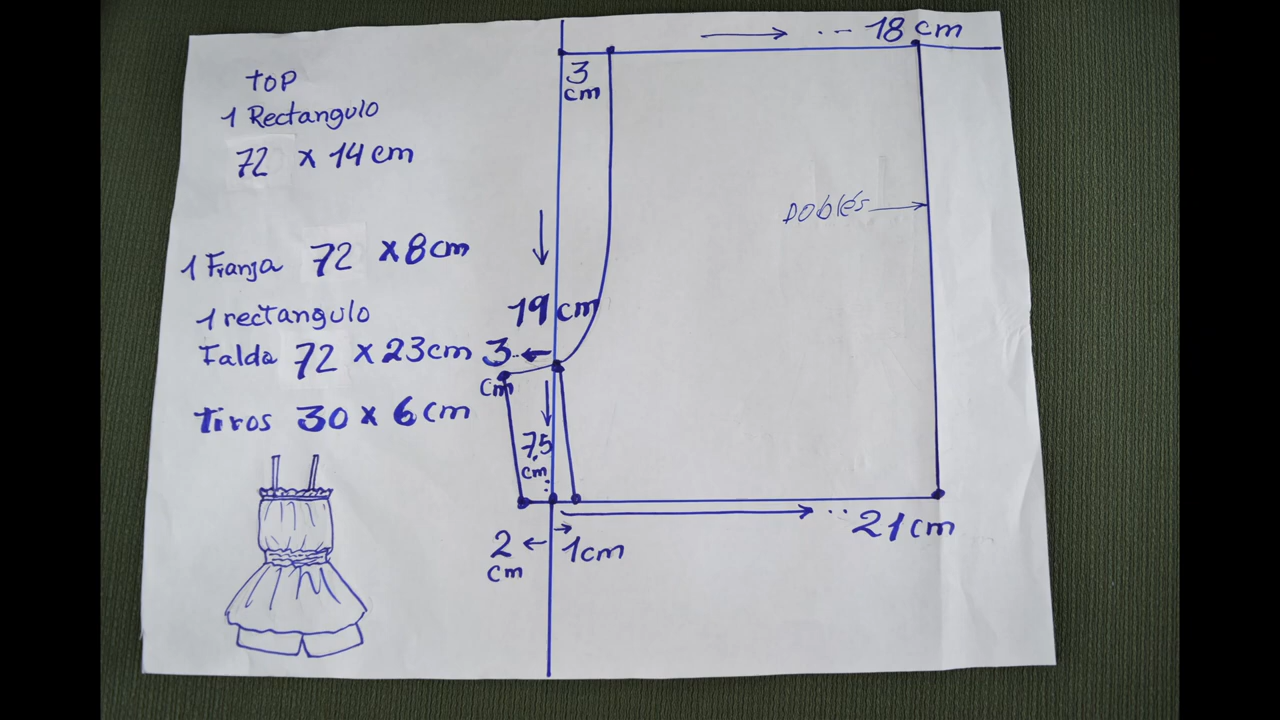 TOP
1 Rectangulo
72 x 14 cm
1 Franja 72 x 8 cm
1 rectangulo
Falda 72 x 23 cm
Tiros 30 x 6 cm
18 cm
3
cm
DOBLÉS
19 cm
3
cm
7,5
cm
21 cm
2
cm
1 cm